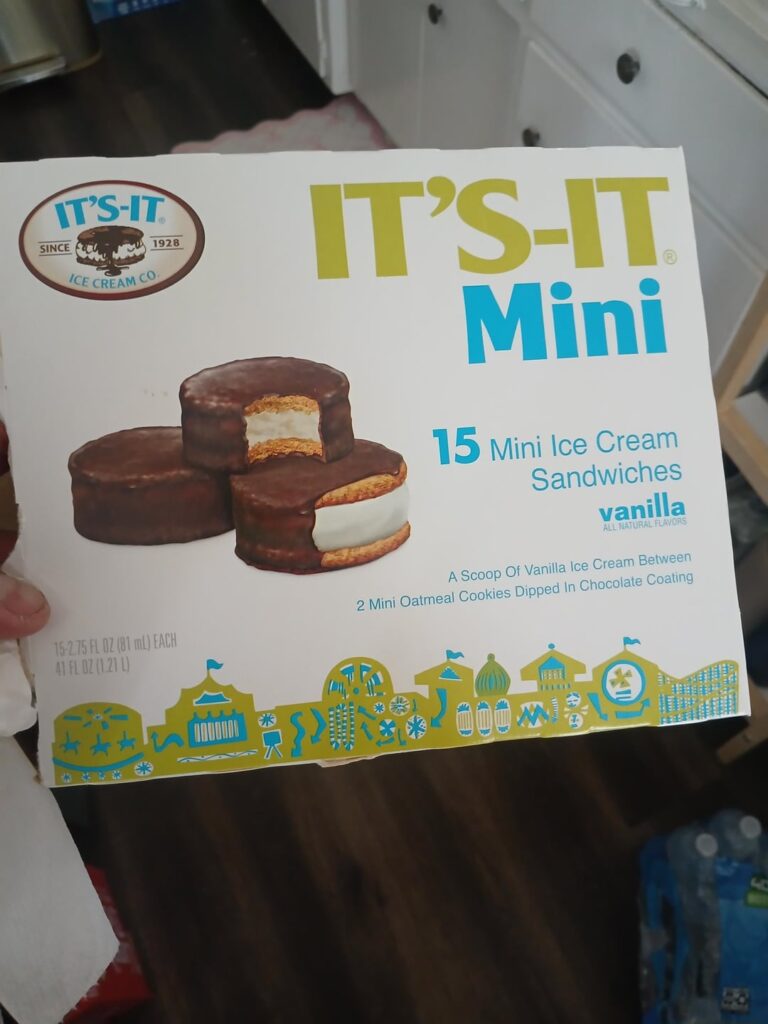 IT'S-IT®
SINCE 1928
ICE CREAM CO.
IT'S-IT®
Mini
15 Mini Ice Cream
Sandwiches
vanilla
ALL NATURAL FLAVORS
A Scoop Of Vanilla Ice Cream Between
2 Mini Oatmeal Cookies Dipped In Chocolate Coating
15-2.75 FL OZ (81 mL) EACH
41 FL OZ (1.21 L)